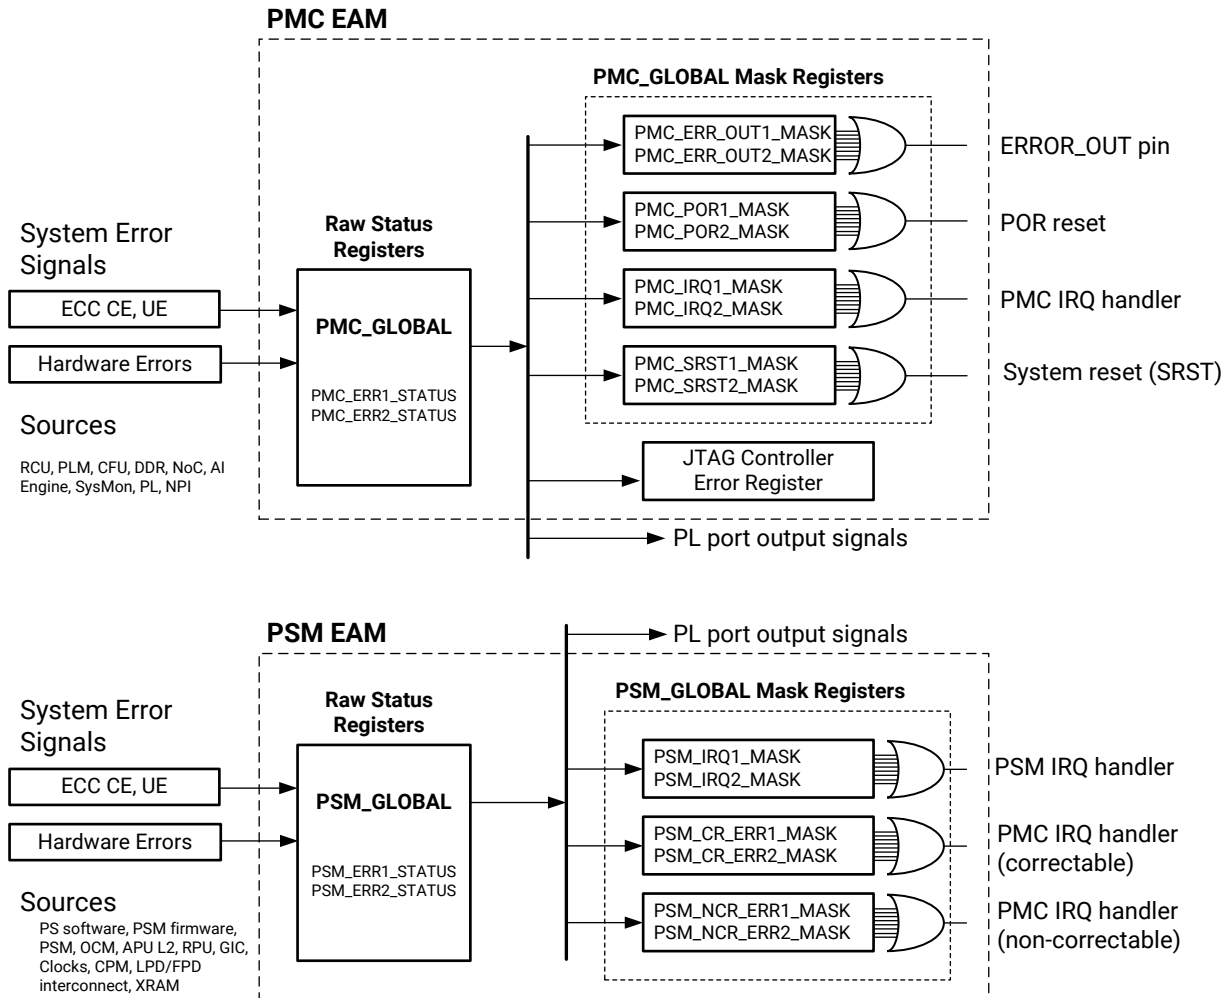 PMC EAM
PMC_GLOBAL Mask Registers
PMC_ERR_OUT1_MASK
PMC_ERR_OUT2_MASK
ERROR_OUT pin
PMC_POR1_MASK
PMC_POR2_MASK
POR reset
PMC_IRQ1_MASK
PMC_IRQ2_MASK
PMC IRQ handler
PMC_SRST1_MASK
PMC_SRST2_MASK
System reset (SRST)
System Error
Signals
ECC CE, UE
Hardware Errors
Sources
RCU, PLM, CFU, DDR, NoC, AI
Engine, SysMon, PL, NPI
Raw Status
Registers
PMC_GLOBAL
PMC_ERR1_STATUS
PMC_ERR2_STATUS
JTAG Controller
Error Register
PL port output signals
PSM EAM
PL port output signals
PSM_GLOBAL Mask Registers
System Error
Signals
ECC CE, UE
Hardware Errors
Sources
PS software, PSM firmware,
PSM, OCM, APU L2, RPU, GIC,
Clocks, CPM, LPD/FPD
interconnect, XRAM
Raw Status
Registers
PSM_GLOBAL
PSM_ERR1_STATUS
PSM_ERR2_STATUS
PSM_IRQ1_MASK
PSM_IRQ2_MASK
PSM IRQ handler
PSM_CR_ERR1_MASK
PSM_CR_ERR2_MASK
PMC IRQ handler
(correctable)
PSM_NCR_ERR1_MASK
PSM_NCR_ERR2_MASK
PMC IRQ handler
(non-correctable)